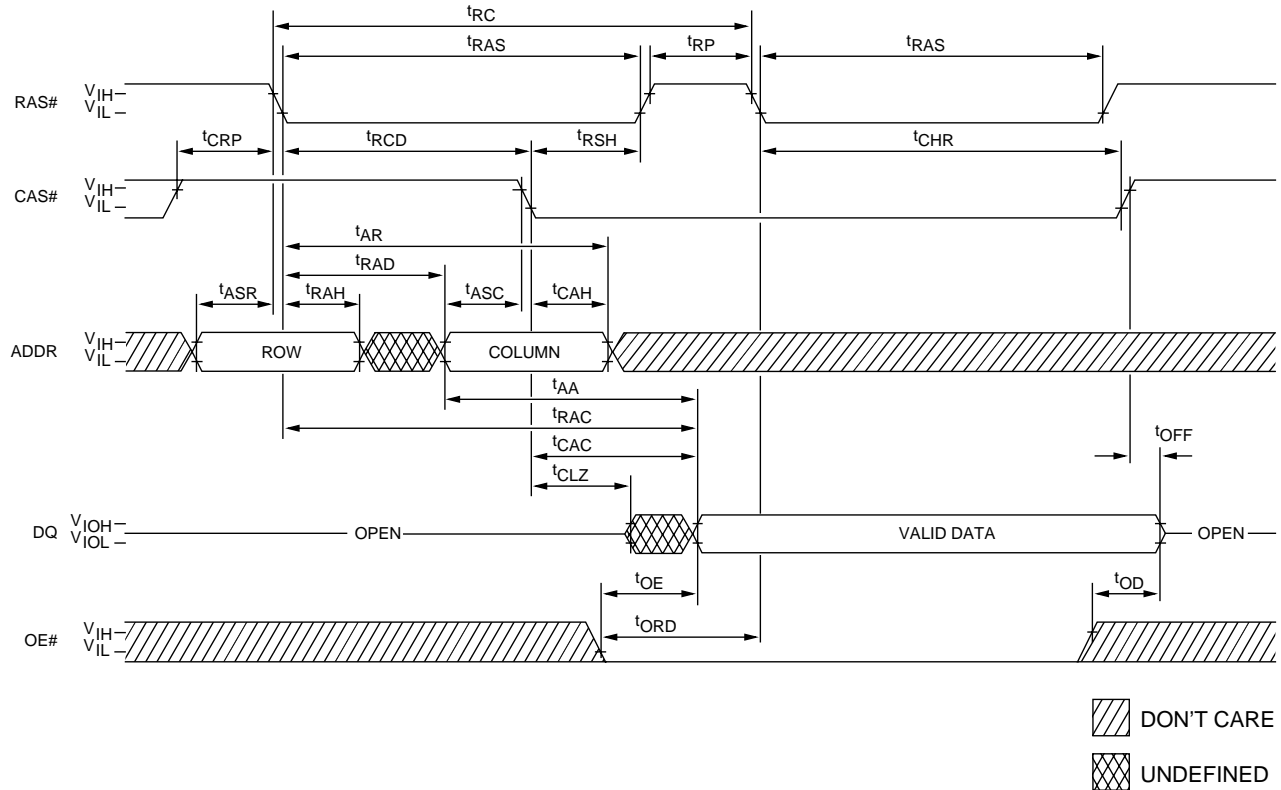 tRC
tRAS tRP tRAS
RAS# VIH
VIL
tCRP tRCD tRSH tCHR
CAS# VIH
VIL
tAR
tRAD
tASR tRAH tASC tCAH
ADDR VIH
VIL
ROW COLUMN
tAA
tRAC
tCAC
tOFF
tCLZ
DQ VIOH
VIOL
OPEN VALID DATA OPEN
tOE tOD
tORD
OE# VIH
VIL
DON'T CARE
UNDEFINED